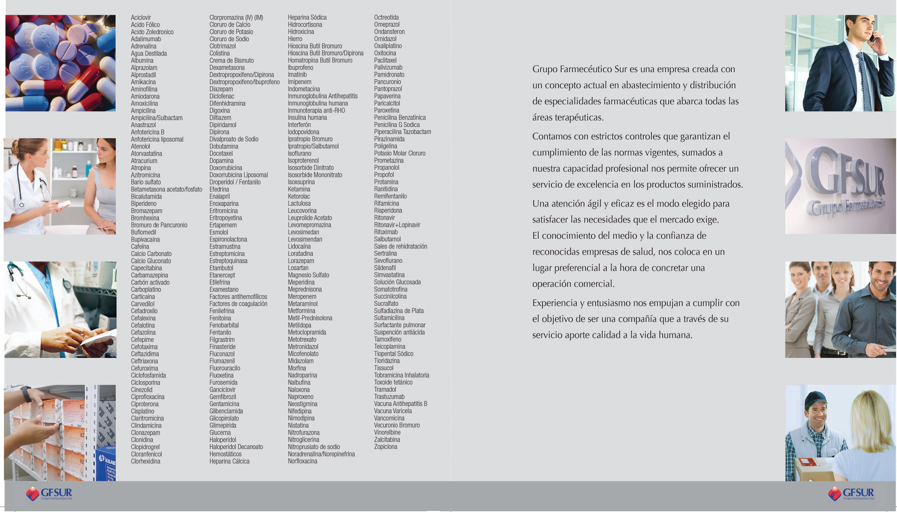 Aciclovir
Acido Fólico
Acido Zoledronico
Adalimumab
Adrenalina
Agua Destilada
Albumina
Alprazolam
Alprostadil
Amikacina
Aminofilina
Amiodarona
Amoxicilina
Ampicilina
Ampicilina/Sulbactam
Anastrazol
Anfotericina B
Anfotericina liposomal
Atenolol
Atorvastatina
Atracurium
Atropina
Azitromicina
Bario sulfato
Betametasona acetato/fosfato
Bicalutamida
Biperideno
Bromazepam
Bromhexina
Bromuro de Pancuronio
Buflomedil
Bupivacaina
Cafeína
Calcio Carbonato
Calcio Gluconato
Capecitabina
Carbamazepina
Carbón activado
Carboplatino
Carticaina
Carvedilol
Cefadroxilo
Cefalexina
Cefalotina
Cefazolina
Cefepime
Cefotaxima
Ceftazidima
Ceftriaxona
Cefuroxima
Ciclofosfamida
Ciclosporina
Cinezolid
Ciprofloxacina
Ciproterona
Cisplatino
Claritromicina
Clindamicina
Clonazepam
Clonidina
Clopidrogrel
Cloranfenicol
Clorhexidina
Clorpromazina (IV) (IM)
Cloruro de Calcio
Cloruro de Potasio
Cloruro de Sodio
Clotrimazol
Colistina
Crema de Bismuto
Dexametasona
Dextropropoxifeno/Dipirona
Dextropropoxifeno/Ibuprofeno
Diazepam
Diclofenac
Difenhidramina
Digoxina
Diltiazem
Dipiridamol
Dipirona
Divalproato de Sodio
Dobutamina
Docetaxel
Dopamina
Doxorrubicina
Doxorrubicina Liposomal
Droperidol / Fentanilo
Efedrina
Enalapril
Enoxaparina
Eritromicina
Eritropoyetina
Ertapenem
Esmolol
Espironolactona
Estramustina
Estreptomicina
Estreptoquinasa
Etambutol
Etanercept
Etilefrina
Examestano
Factores antihemofílicos
Factores de coagulación
Fenilefrina
Fenitoina
Fenobarbital
Fentanilo
Filgrastrim
Finasteride
Fluconazol
Flumazenil
Fluorouracilo
Fluoxetina
Furosemida
Ganciclovir
Gemfibrozil
Gentamicina
Glibenclamida
Glicopirolato
Glimepirida
Glucerna
Haloperidol
Haloperidol Decanoato
Hemostáticos
Heparina Cálcica
Heparina Sódica
Hidrocortisona
Hidroxicina
Hierro
Hioscina Butil Bromuro
Hioscina Butil Bromuro/Dipirona
Homatropina Butil Bromuro
Ibuprofeno
Imatinib
Imipenem
Indometacina
Inmunoglobulina Antihepatitis
Inmunoglobulina humana
Inmunoterapia anti-RHO
Insulina humana
Interferón
Iodopovidona
Ipratropio Bromuro
Ipratropio/Salbutamol
Isoflurano
Isoproterenol
Isosorbide Dinitrato
Isosorbide Mononitrato
Isoxsuprina
Ketamina
Ketorolac
Lactulosa
Leucovorina
Leuprolide Acetato
Levomepromazina
Levosimedan
Levosimendan
Lidocaina
Loratadina
Lorazepam
Losartan
Magnesio Sulfato
Meperidina
Meprednisona
Meropenem
Metaraminol
Metformina
Metil-Prednisolona
Metildopa
Metoclopramida
Metotrexato
Metronidazol
Micofenolato
Midazolam
Morfina
Nadroparina
Nalbufina
Naloxona
Naproxeno
Neostigmina
Nifedipina
Nimodipina
Nistatina
Nitrofurazona
Nitroglicerina
Nitroprusiato de sodio
Noradrenalina/Norepinefrina
Norfloxacina
Octreotida
Omeprazol
Ondansteron
Ornidazol
Oxaliplatino
Oxitocina
Paclitaxel
Palivizumab
Pamidronato
Pancuronio
Pantoprazol
Papaverina
Paricalcitol
Paroxetina
Penicilina Benzatínica
Penicilina G Sodica
Piperacilina Tazobactam
Pirazinamida
Poligelina
Potasio Molar Cloruro
Prometazina
Propanolol
Propofol
Protamina
Ranitidina
Remifentanilo
Rifamicina
Risperidona
Ritonavir
Ritonavir+Lopinavir
Rituximab
Salbutamol
Sales de rehidratación
Sertralina
Sevoflurano
Sildenafil
Simvastatina
Solución Glucosada
Somatotrofina
Succinilcolina
Sucralfato
Sulfadiazina de Plata
Sultamicilina
Surfactante pulmonar
Suspención antiácida
Tamoxifeno
Teicoplamina
Tiopental Sódico
Tioridazina
Tissucol
Tobramicina Inhalatoria
Toxoide tetánico
Tramadol
Trastuzumab
Vacuna Antihepatitis B
Vacuna Varicela
Vancomicina
Vecuronio Bromuro
Vinorelbine
Zalcitabina
Zopiclona
Grupo Farmecéutico Sur es una empresa creada con
un concepto actual en abastecimiento y distribución
de especialidades farmacéuticas que abarca todas las
áreas terapéuticas.
Contamos con estrictos controles que garantizan el
cumplimiento de las normas vigentes, sumados a
nuestra capacidad profesional nos permite ofrecer un
servicio de excelencia en los productos suministrados.
Una atención ágil y eficaz es el modo elegido para
satisfacer las necesidades que el mercado exige.
El conocimiento del medio y la confianza de
reconocidas empresas de salud, nos coloca en un
lugar preferencial a la hora de concretar una
operación comercial.
Experiencia y entusiasmo nos empujan a cumplir con
el objetivo de ser una compañía que a través de su
servicio aporte calidad a la vida humana.
GFSUR
GFSUR
GFSUR